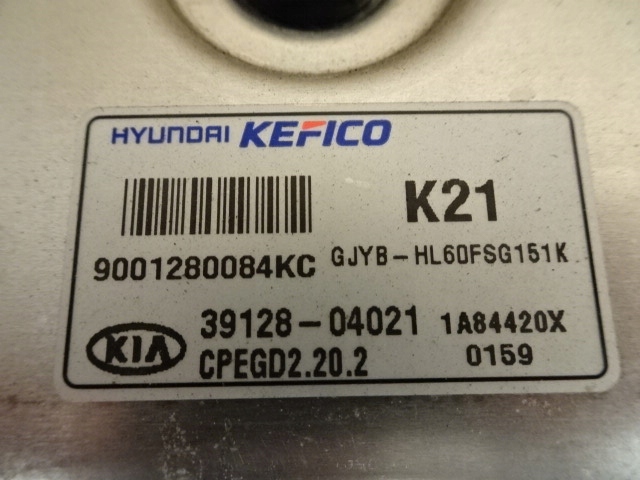 HYUNDAI KEFICO
K21
9001280084KC GJYB-HL60FSG151K
KIA 39128-04021 1A84420X
CPEGD2.20.2 0159